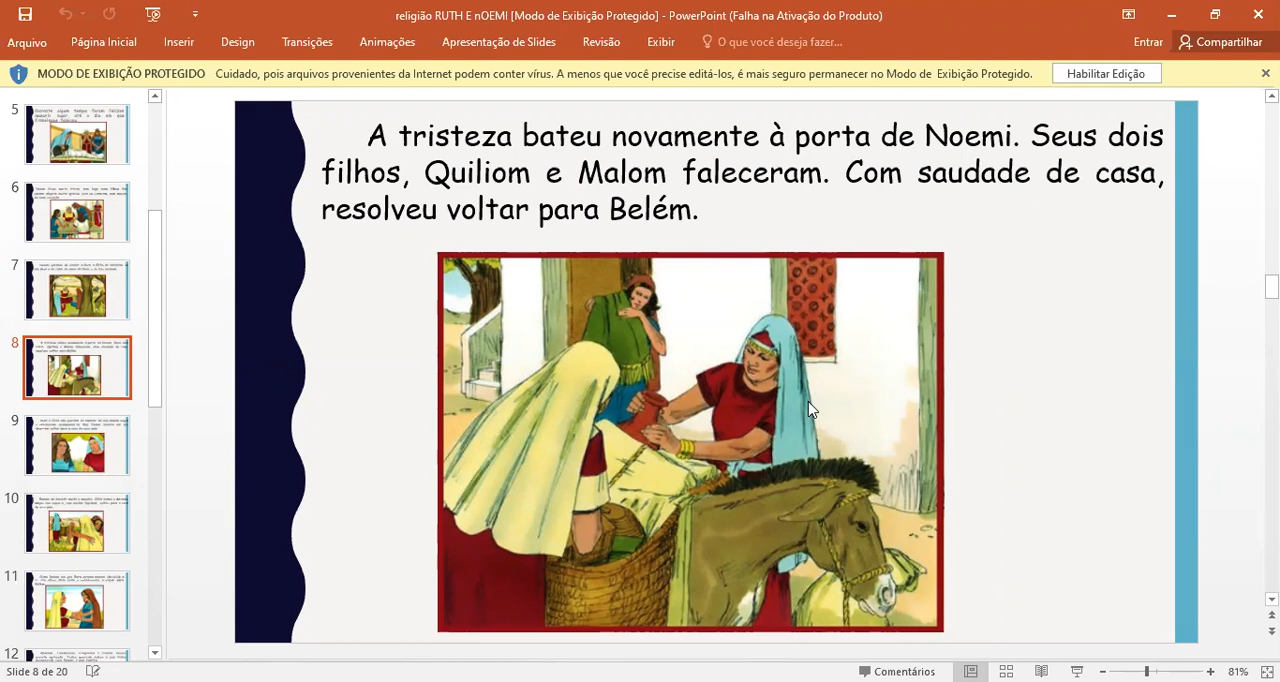 religião RUTH E nOEMI [Modo de Exibição Protegido] - PowerPoint (Falha na Ativação do Produto)
Arquivo Página Inicial Inserir Design Transições Animações Apresentação de Slides Revisão Exibir O que você deseja fazer... Entrar Compartilhar
MODO DE EXIBIÇÃO PROTEGIDO Cuidado, pois arquivos provenientes da Internet podem conter vírus. A menos que você precise editá-los, é mais seguro permanecer no Modo de Exibição Protegido. Habilitar Edição
5
6
7
8
9
10
11
12
A tristeza bateu novamente à porta de Noemi. Seus dois
filhos, Quiliom e Malom faleceram. Com saudade de casa,
resolveu voltar para Belém.
Slide 8 de 20 Comentários 81%